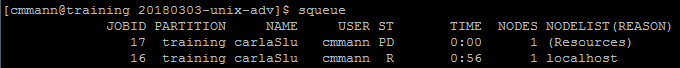 [cmmann@training 20180303-unix-adv]$ squeue
JOBID PARTITION NAME USER ST TIME NODES NODELIST(REASON)
17 training carlaSlu cmmann PD 0:00 1 (Resources)
16 training carlaSlu cmmann R 0:56 1 localhost